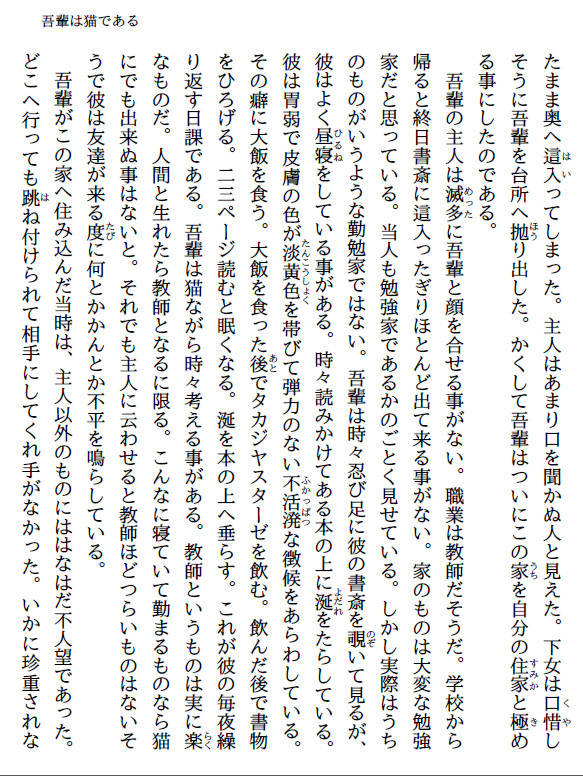 吾輩は猫である
たまま奥へ這入ってしまった。主人はあまり口を聞かぬ人と見えた。下女は口惜し
そうに吾輩を台所へ抛り出した。かくして吾輩はついにこの家を自分の住家と極め
る事にしたのである。
吾輩の主人は滅多に吾輩と顔を合せる事がない。職業は教師だそうだ。学校から
帰ると終日書斎に這入ったぎりほとんど出て来る事がない。家のものは大変な勉強
家だと思っている。当人も勉強家であるかのごとく見せている。しかし実際はうち
のものがいうような勤勉家ではない。吾輩は時々忍び足に彼の書斎を覗いて見るが、
彼はよく昼寝をしている事がある。時々読みかけてある本の上に涎をたらしている。
彼は胃弱で皮膚の色が淡黄色を帯びて弾力のない不活溌な徴候をあらわしている。
その癖に大飯を食う。大飯を食った後でタカジヤスターゼを飲む。飲んだ後で書物
をひろげる。二三ページ読むと眠くなる。涎を本の上へ垂らす。これが彼の毎夜繰
り返す日課である。吾輩は猫ながら時々考える事がある。教師というものは実に楽
なものだ。人間と生れたら教師となるに限る。こんなに寝ていて勤まるものなら猫
にでも出来ぬ事はないと。それでも主人に云わせると教師ほどつらいものはないそ
うで彼は友達が来る度に何とかかんとか不平を鳴らしている。
吾輩がこの家へ住み込んだ当時は、主人以外のものにははなはだ不人望であった。
どこへ行っても跳ね付けられて相手にしてくれ手がなかった。いかに珍重されな